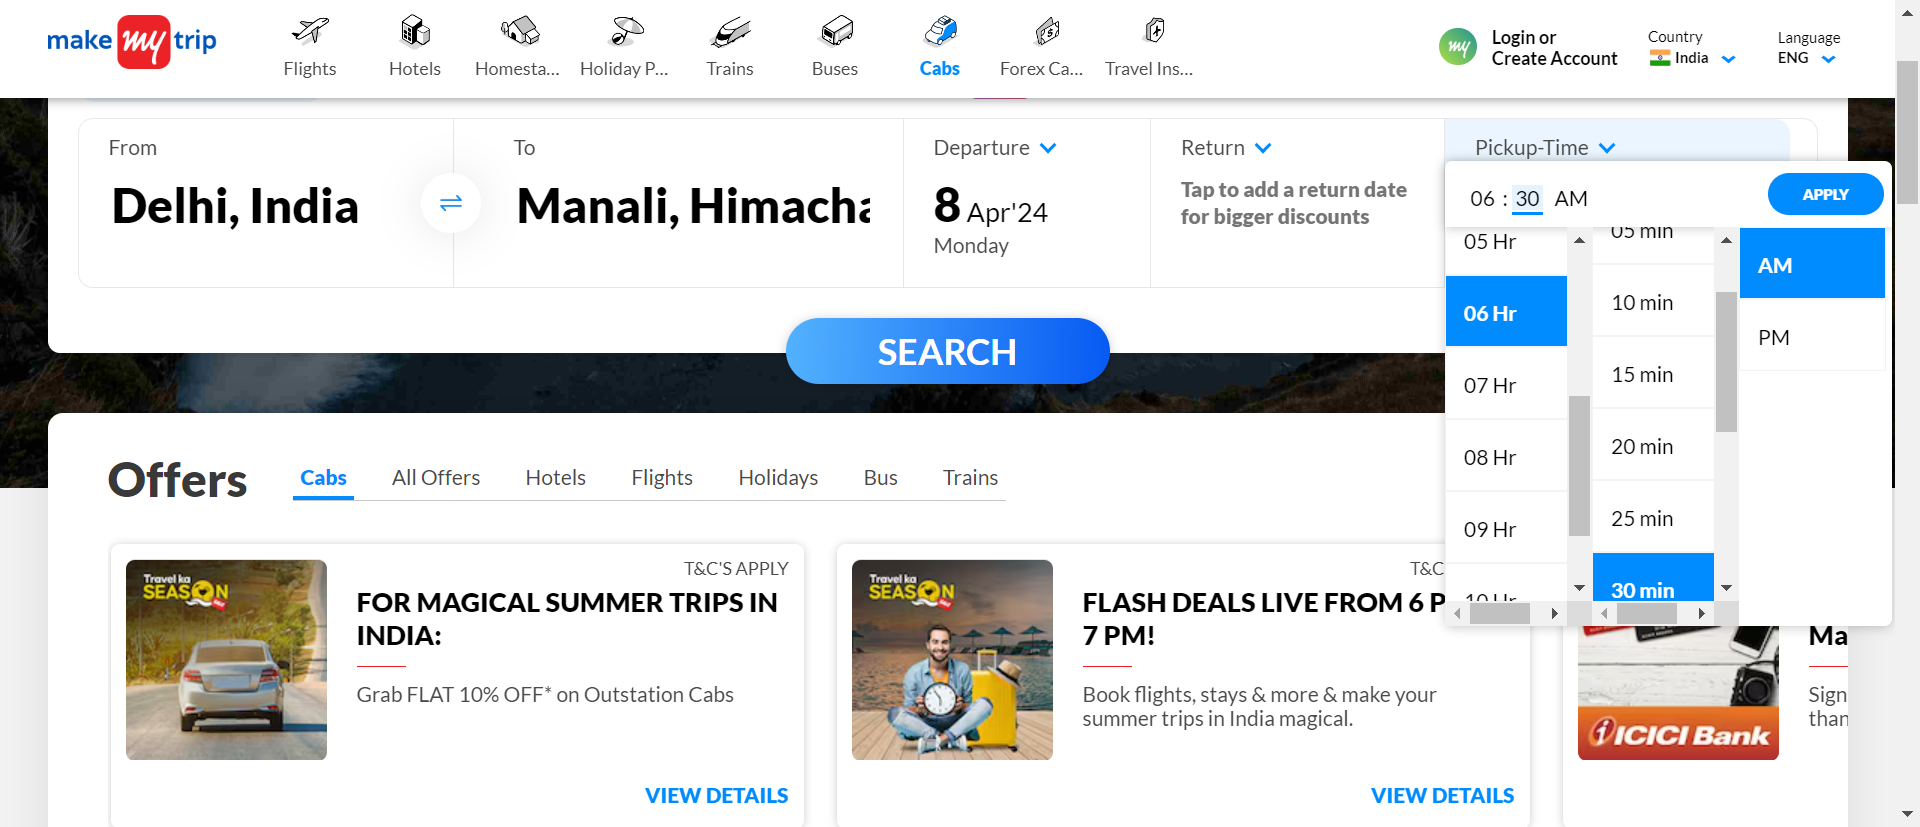 make my trip
Flights
Hotels
Homesta...
Holiday P...
Trains
Buses
Cabs
Forex Ca...
Travel Ins...
my
Login or
Create Account
Country
India
Language
ENG
From
Delhi, India
To
Manali, Himacha
Departure
8 Apr'24
Monday
Return
Tap to add a return date
for bigger discounts
Pickup-Time
06 : 30 AM
APPLY
05 Hr
06 Hr
07 Hr
08 Hr
09 Hr
10 Hr
05 min
10 min
15 min
20 min
25 min
30 min
AM
PM
SEARCH
Offers
Cabs
All Offers
Hotels
Flights
Holidays
Bus
Trains
Travel ka
SEASON
T&C'S APPLY
FOR MAGICAL SUMMER TRIPS IN
INDIA:
Grab FLAT 10% OFF* on Outstation Cabs
VIEW DETAILS
Travel ka
SEASON
T&C
FLASH DEALS LIVE FROM 6 P
7 PM!
Book flights, stays & more & make your
summer trips in India magical.
VIEW DETAILS
ICICI Bank
Ma
Sign
than